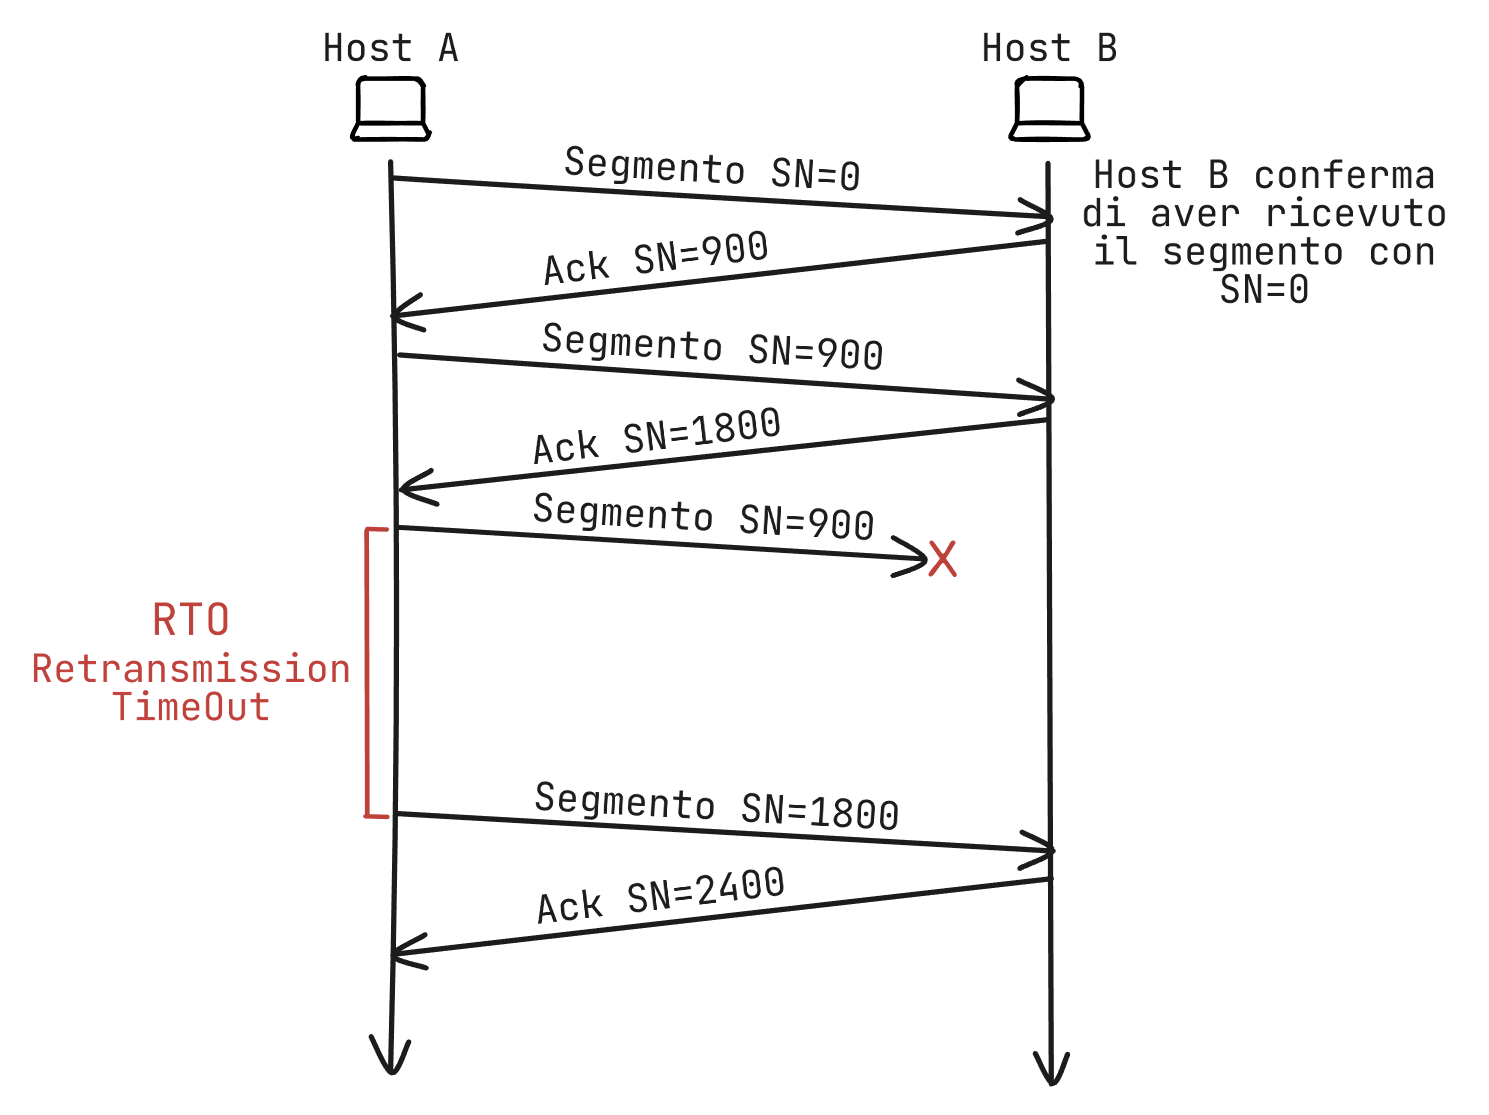 Host A
Host B
Segmento SN=0
Host B conferma
di aver ricevuto
il segmento con
SN=0
Ack SN=900
Segmento SN=900
Ack SN=1800
Segmento SN=900
X
RTO
Retransmission
TimeOut
Segmento SN=1800
Ack SN=2400